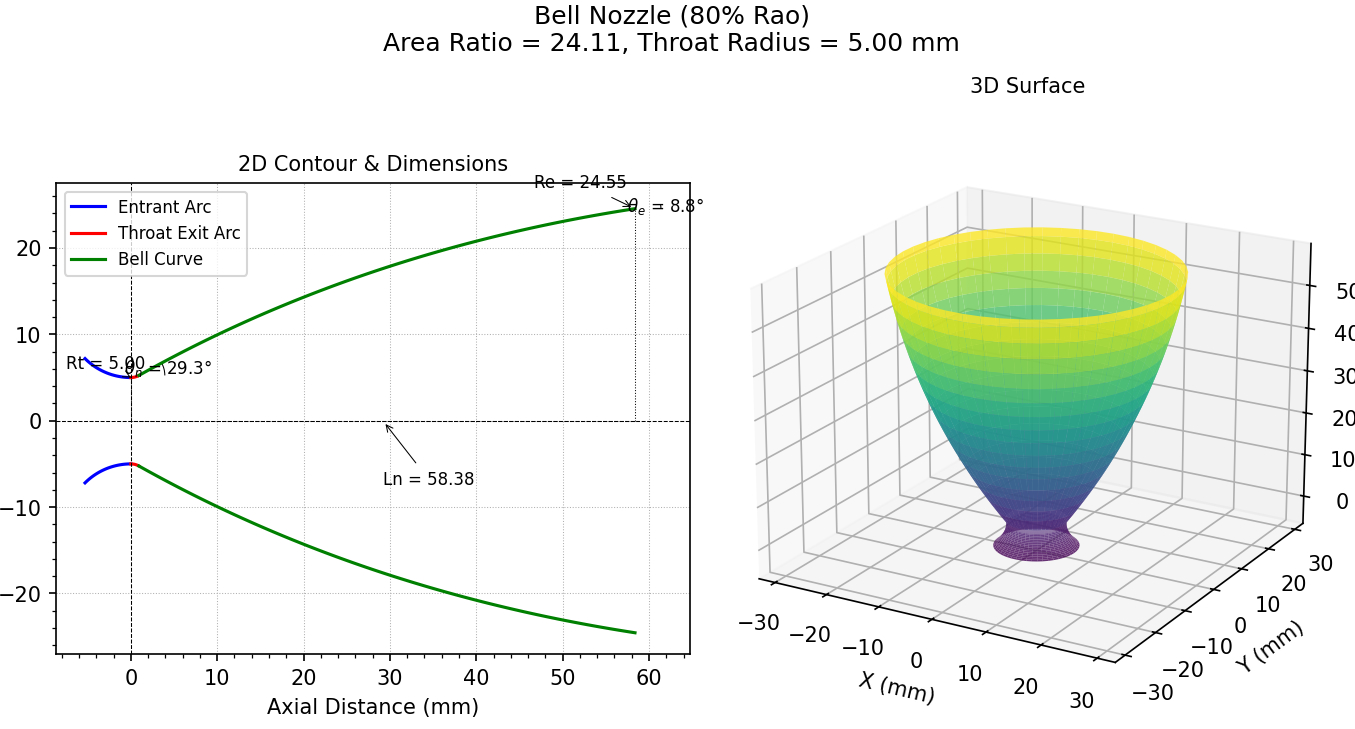 Bell Nozzle (80% Rao)
Area Ratio = 24.11, Throat Radius = 5.00 mm
2D Contour & Dimensions
Entrant Arc
Throat Exit Arc
Bell Curve
Re = 24.55
θe = 8.8°
Rt = 5.00
θn = 29.3°
Ln = 58.38
20
10
0
−10
−20
0 10 20 30 40 50 60
Axial Distance (mm)
3D Surface
50
40
30
20
10
0
−30 −20 −10 0 10 20 30
X (mm)
−30 −20 −10 0 10 20 30
Y (mm)